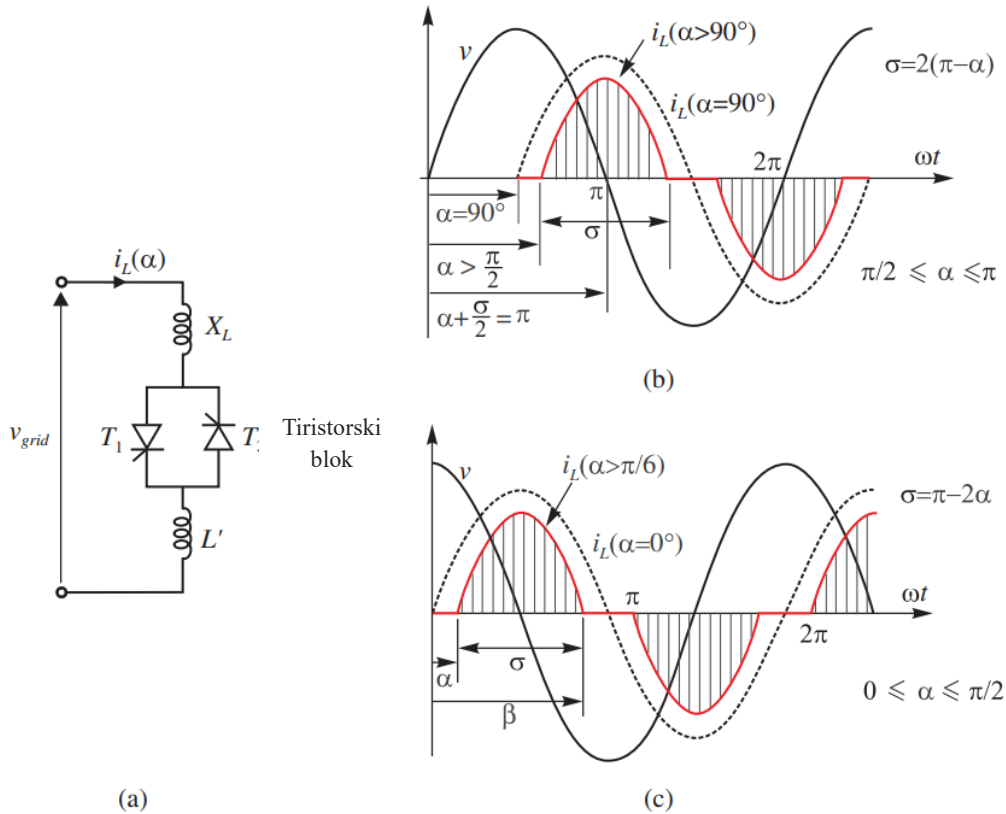 i_L(α)
X_L
v_grid
T_1
T
Tiristorski
blok
L'
(a)
v
i_L(α>90°)
i_L(α=90°)
σ=2(π−α)
2π
ωt
π
α=90°
σ
α > π/2
π/2 ⩽ α ⩽π
α+σ/2=π
(b)
v
i_L(α>π/6)
i_L(α=0°)
σ=π−2α
π
ωt
2π
σ
α
β
0 ⩽ α ⩽ π/2
(c)